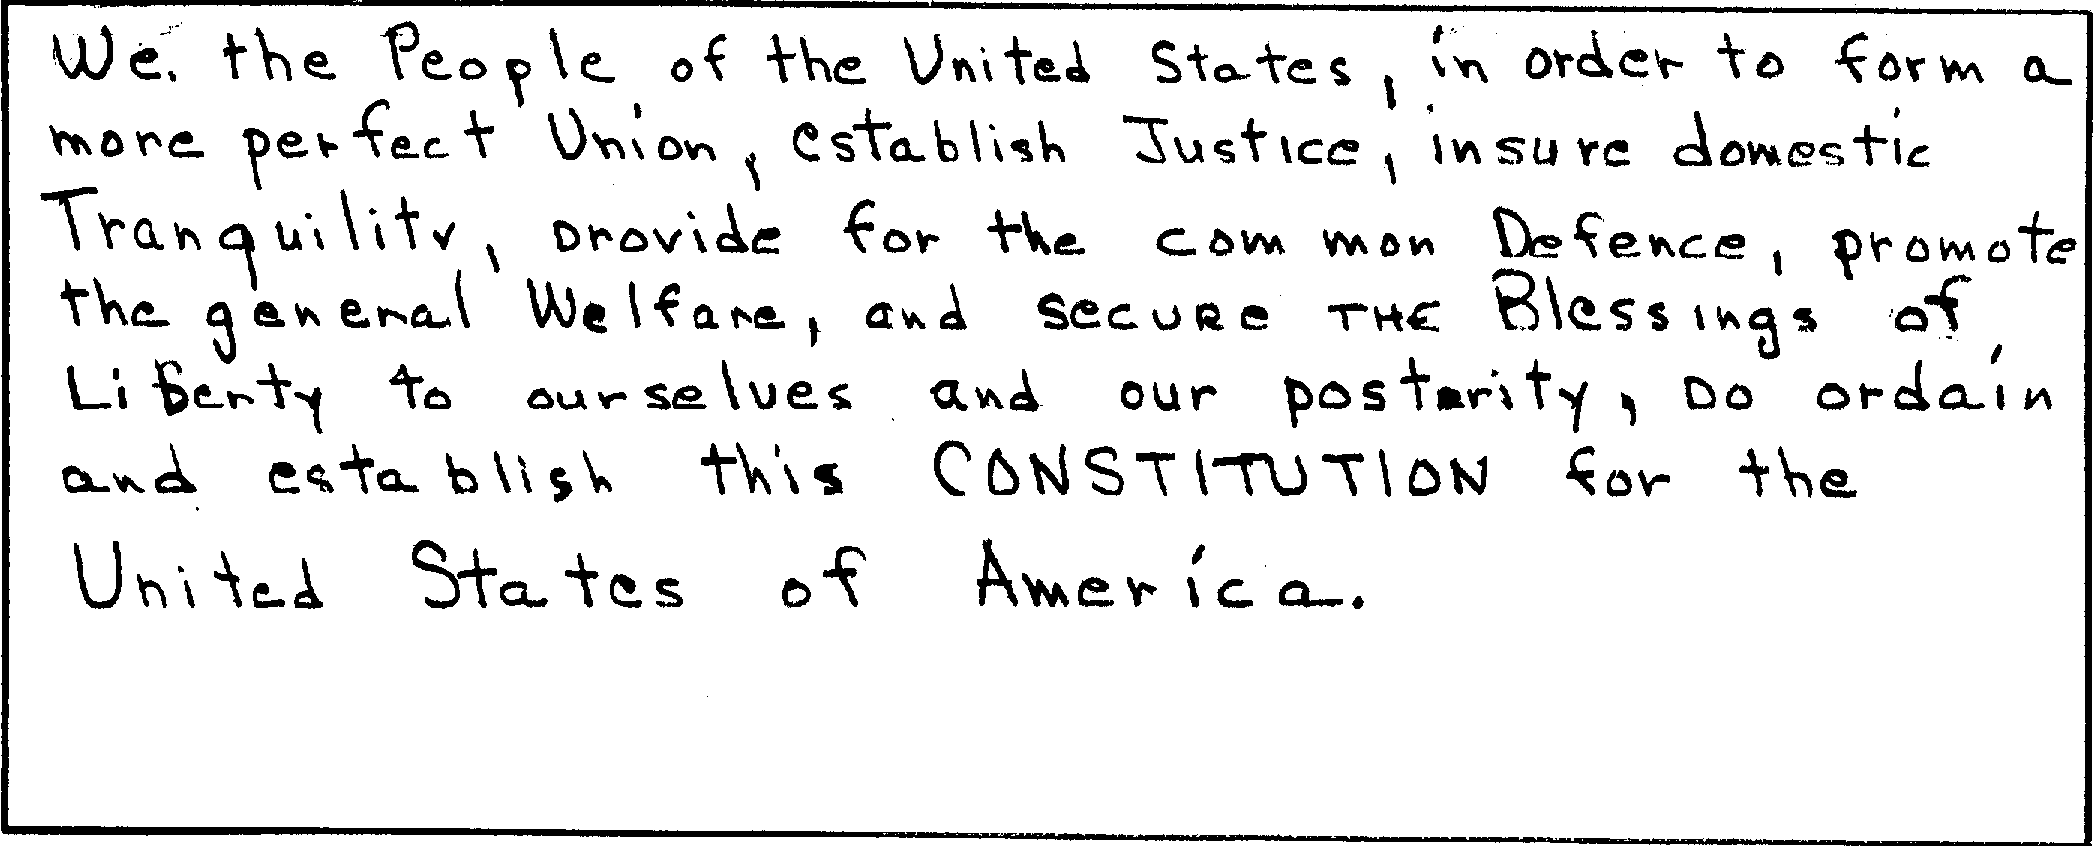 We. the People of the United States, in order to form a
more perfect Union, establish Justice, insure domestic
Tranquility, provide for the common Defence, promote
the general Welfare, and secuRe THE Blessings of
Liberty to ourselves and our posterity, Do ordain
and establish this CONSTITUTION for the
United States of America.